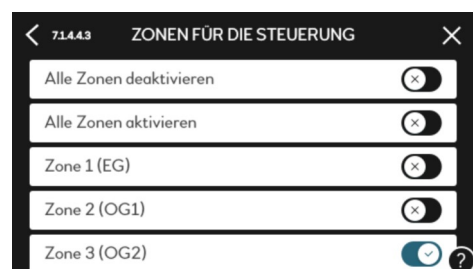 7.1.4.4.3 ZONEN FÜR DIE STEUERUNG
Alle Zonen deaktivieren
Alle Zonen aktivieren
Zone 1 (EG)
Zone 2 (OG1)
Zone 3 (OG2)
?